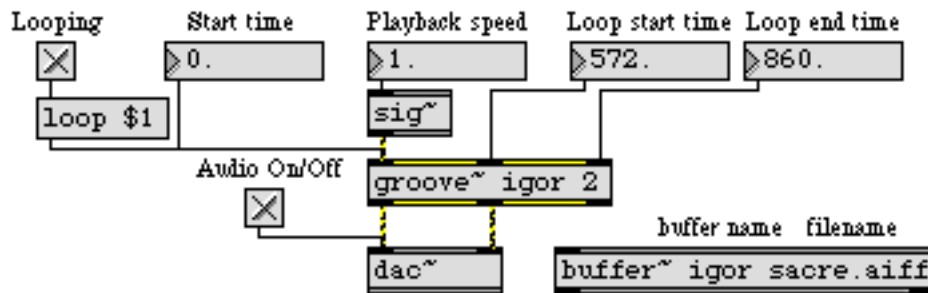 Looping Start time Playback speed Loop start time Loop end time
0. 1. 572. 860.
loop $1 sig~
Audio On/Off
groove~ igor 2
buffer name filename
dac~ buffer~ igor sacre.aiff